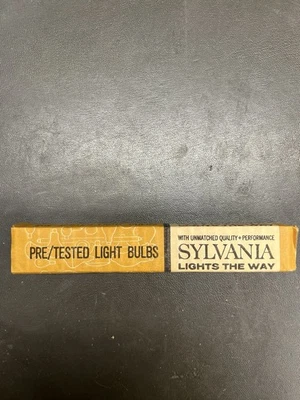 PRE/TESTED LIGHT BULBS
WITH UNMATCHED QUALITY + PERFORMANCE
SYLVANIA
LIGHTS THE WAY